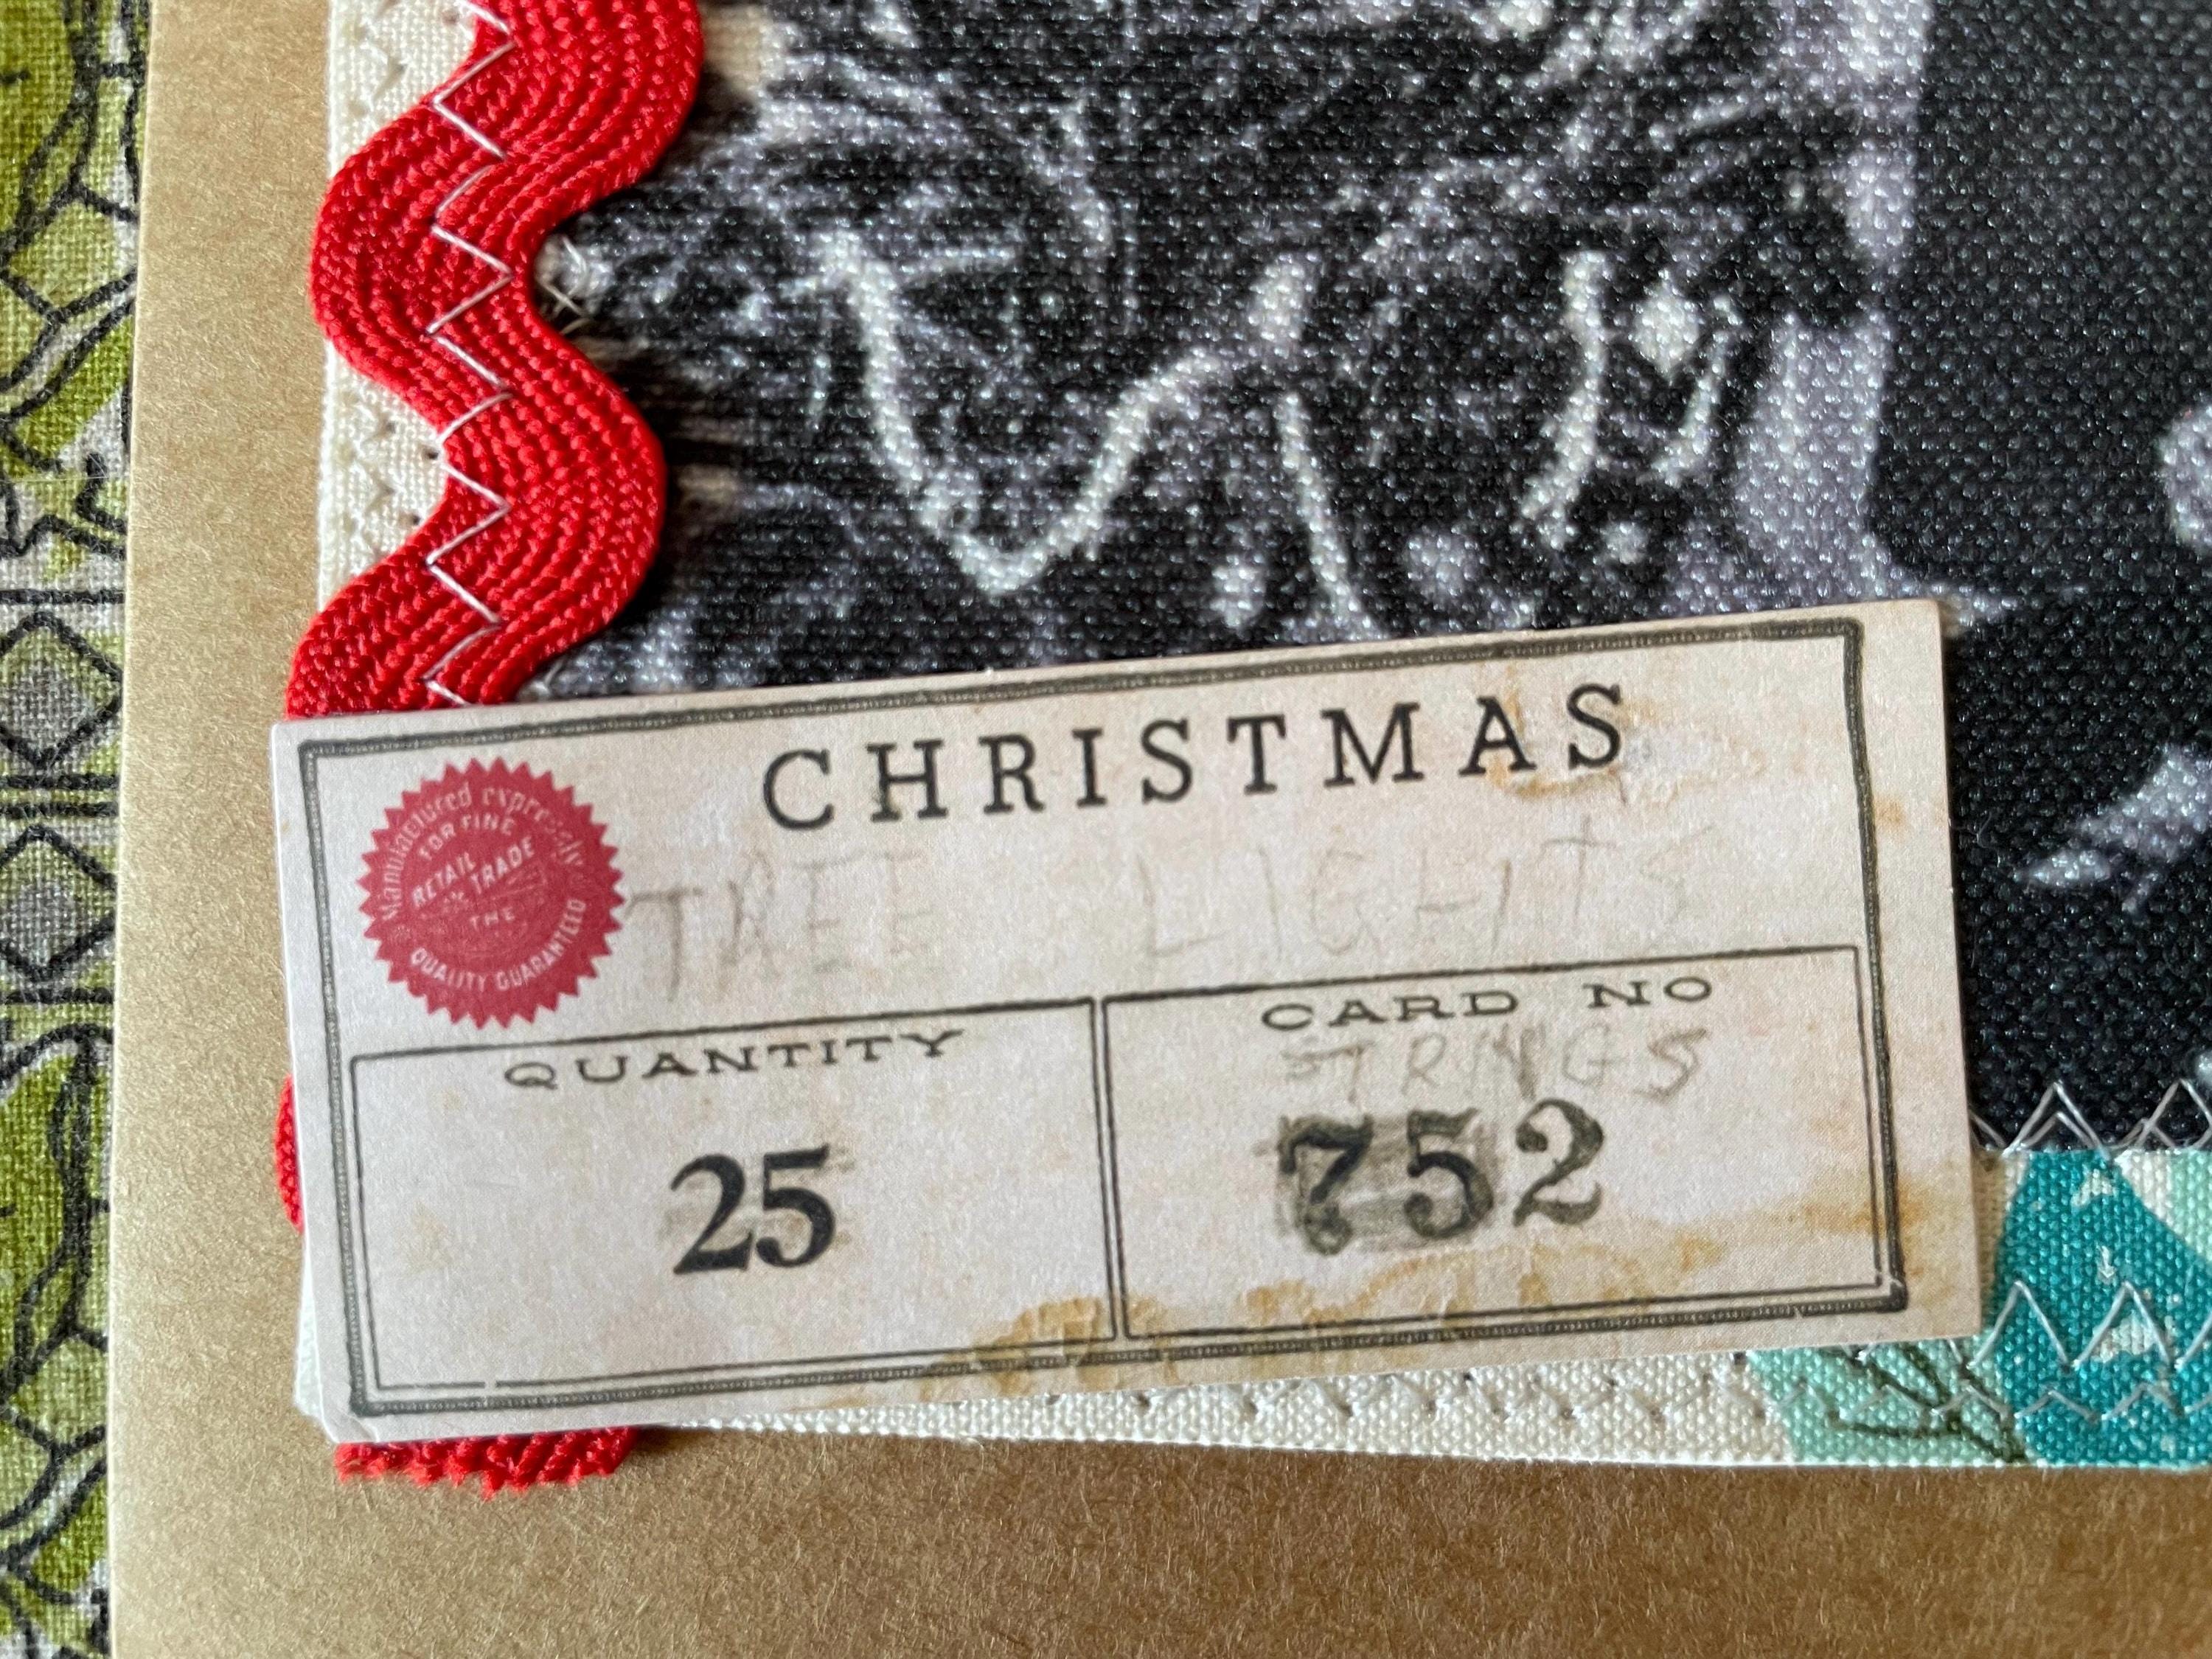 CHRISTMAS
Manufactured expressly
FOR FINE
RETAIL TRADE
THE
QUALITY GUARANTEED
TREE LIGHTS
QUANTITY
25
CARD NO
STRNGS
752